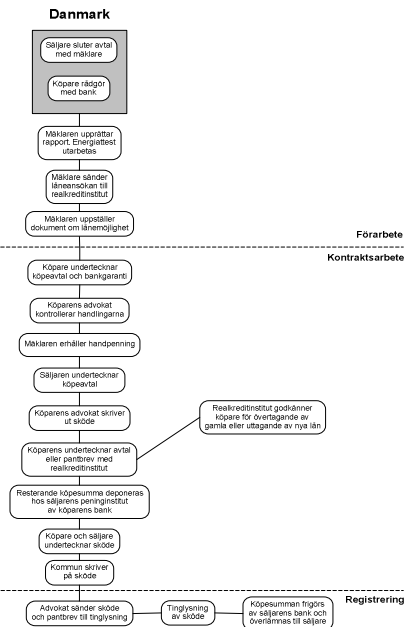 Danmark
Säljare sluter avtal
med mäklare
Köpare rådgör
med bank
Mäklaren upprättar
rapport. Energiattest
utarbetas
Mäklare sänder
låneansökan till
realkreditinstitut
Mäklaren uppställer
dokument om lånemöjlighet
Förarbete
Kontraktsarbete
Köpare undertecknar
köpeavtal och bankgaranti
Köparens advokat
kontrollerar handlingarna
Mäklaren erhåller handpenning
Säljaren undertecknar
köpeavtal
Köparens advokat skriver
ut sköde
Realkreditinstitut godkänner
köpare för övertagande av
gamla eller uttagande av nya lån
Köparens undertecknar avtal
eller pantbrev med
realkreditinstitut
Resterande köpesumma deponeras
hos säljarens peninginstitut
av köparens bank
Köpare och säljare
undertecknar sköde
Kommun skriver
på sköde
Registrering
Advokat sänder sköde
och pantbrev till tinglysning
Tinglysning
av sköde
Köpesumman frigörs
av säljarens bank och
överlämnas till säljare